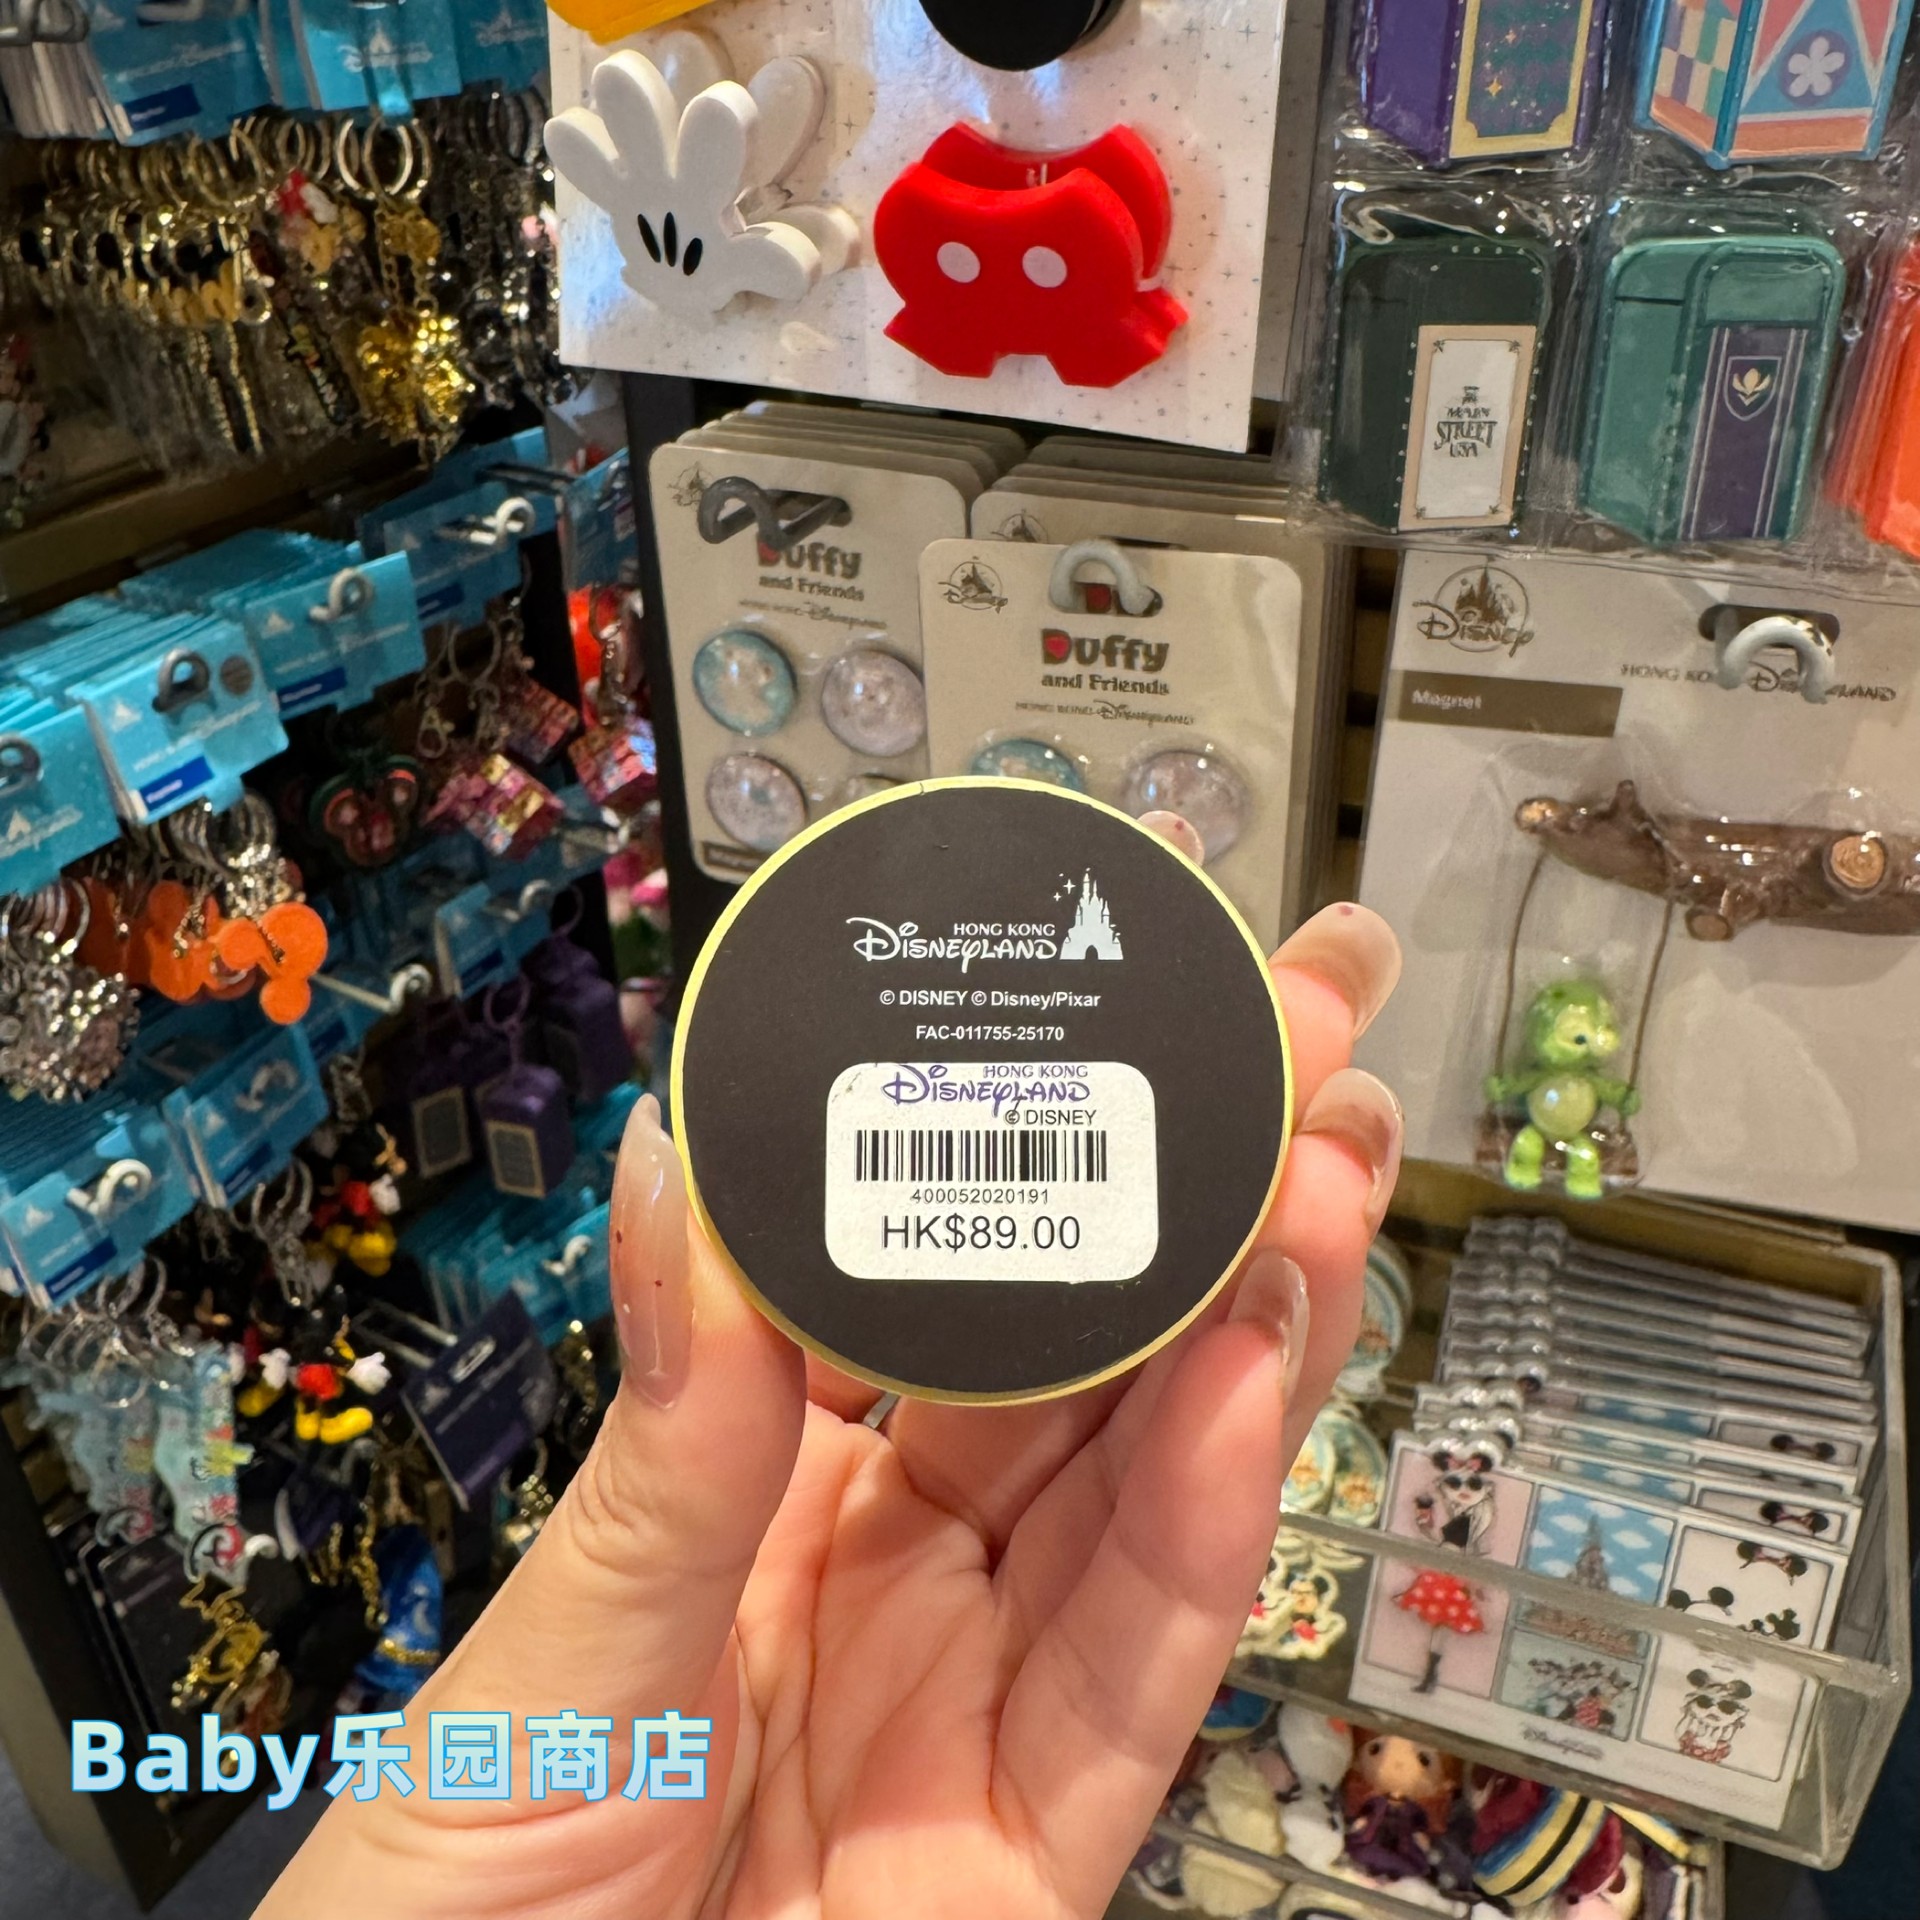 MAIN
STREET
USA
Duffy
and Friends
Duffy
and Friends
HONG KONG Disneyland
Disney
Disney
HONG KO
Magnet
HONG KONG
Disneyland
© DISNEY © Disney/Pixar
FAC-011755-25170
HONG KONG
Disneyland
© DISNEY
400052020191
HK$89.00
Baby乐园商店